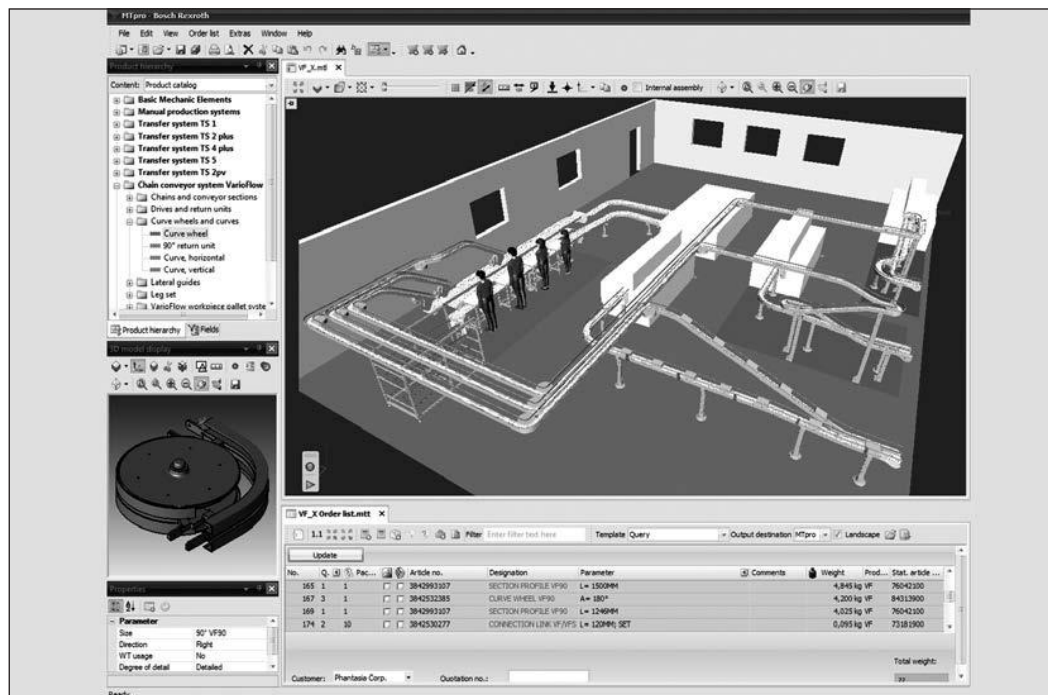 MTpro - Bosch Rexroth
File Edit View Order list Extras Window Help
Product hierarchy
Content: Product catalog
Basic Mechanic Elements
Manual production systems
Transfer system TS 1
Transfer system TS 2 plus
Transfer system TS 4 plus
Transfer system TS 5
Transfer system TS 2pv
Chain conveyor system VarioFlow
Chains and conveyor sections
Drives and return units
Curve wheels and curves
Curve wheel
90° return unit
Curve, horizontal
Curve, vertical
Lateral guides
Leg set
VarioFlow workpiece pallet syste
Product hierarchy Fields
3D model display
Properties
Parameter
Size 90° VF90
Direction Right
WT usage No
Degree of detail Detailed
Ready
VF_X.mtl
Internal assembly
VF_X Order list.mtt
1.1 Filter Enter filter text here Template Query Output destination MTpro Landscape
Update
No. Q. Pac... Article no. Designation Parameter Comments Weight Prod... Stat. article ...
165 1 1 3842993107 SECTION PROFILE VF90 L= 1500MM 4,845 kg VF 76042100
167 3 1 3842532385 CURVE WHEEL VF90 A= 180° 4,200 kg VF 84313900
169 1 1 3842993107 SECTION PROFILE VF90 L= 1246MM 4,025 kg VF 76042100
174 2 10 3842530277 CONNECTION LINK VF/VFS L= 120MM; SET 0,095 kg VF 73181900
Total weight:
Customer: Phantasia Corp. Quotation no.: >>